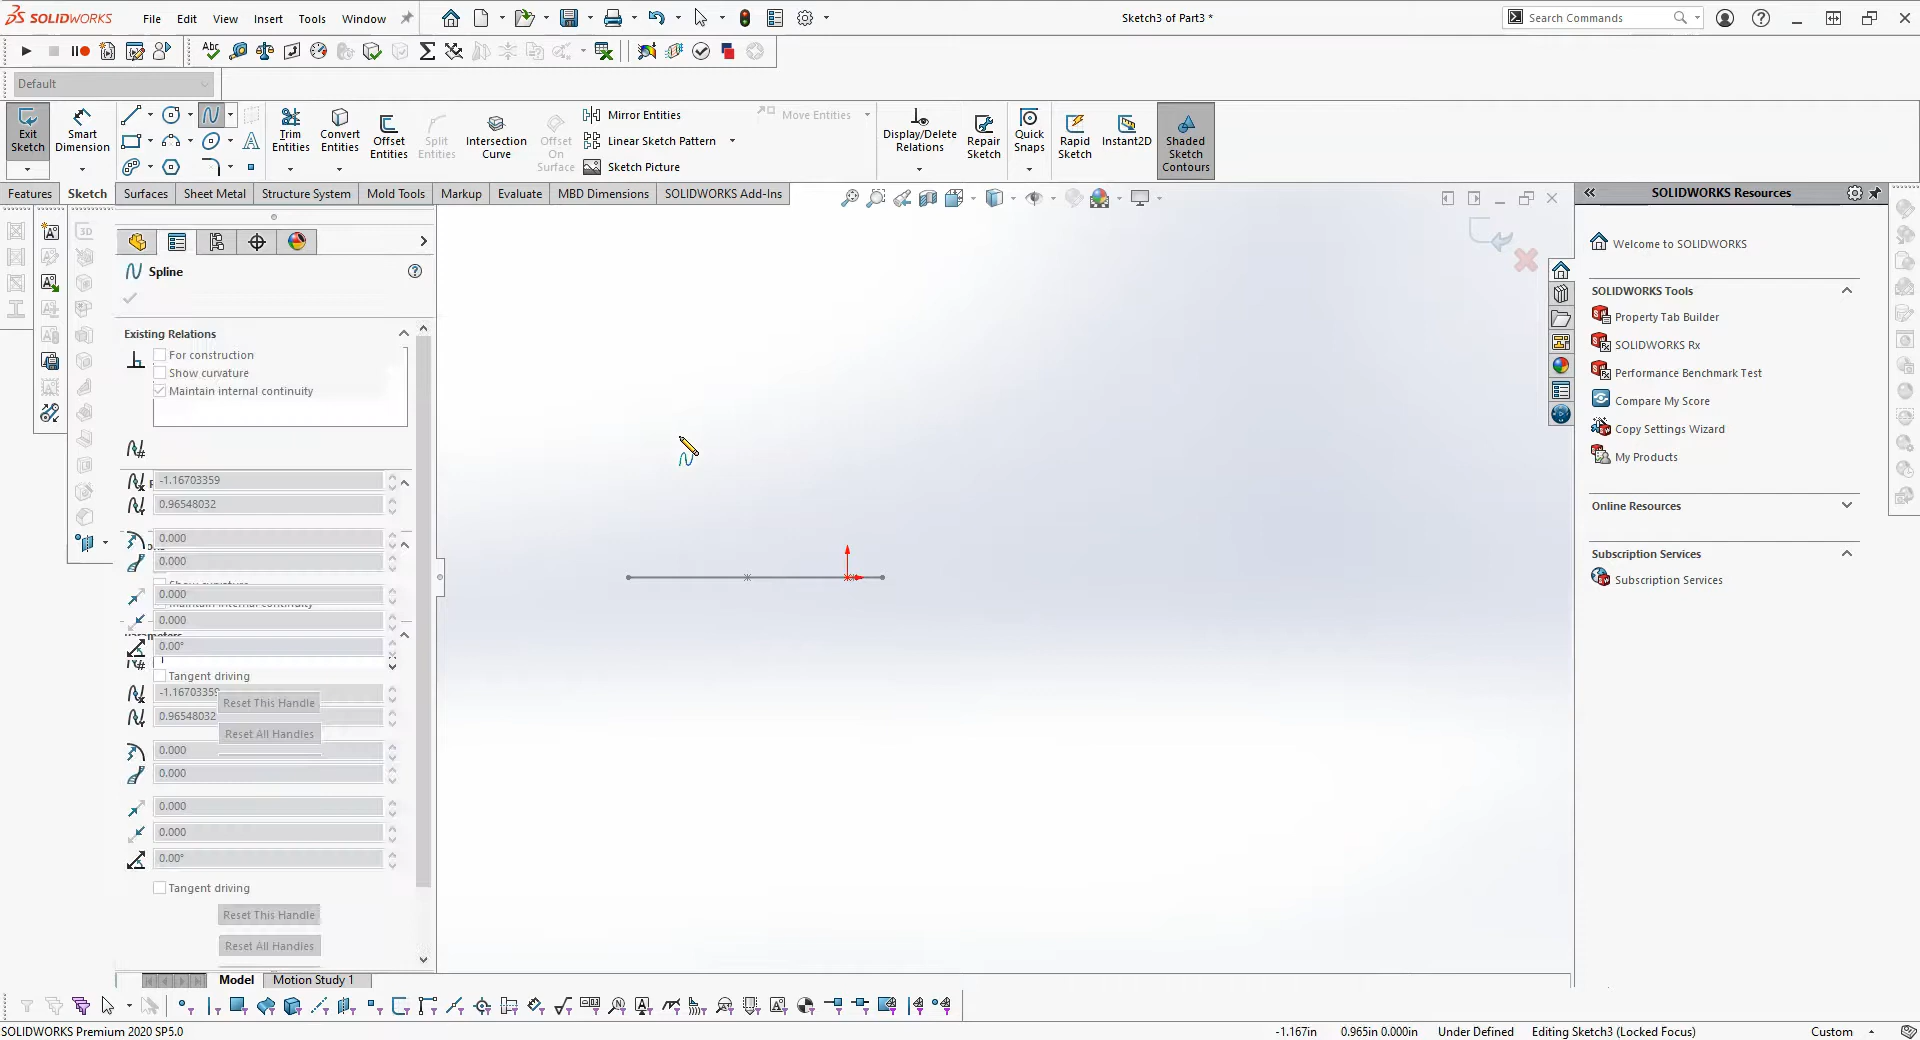 SOLIDWORKS File Edit View Insert Tools Window Sketch3 of Part3 * Search Commands
Default
Exit Sketch Smart Dimension Trim Entities Convert Entities Offset Entities Split Entities Intersection Curve Offset On Surface Mirror Entities Linear Sketch Pattern Sketch Picture Move Entities Display/Delete Relations Repair Sketch Quick Snaps Rapid Sketch Instant2D Shaded Sketch Contours
Features Sketch Surfaces Sheet Metal Structure System Mold Tools Markup Evaluate MBD Dimensions SOLIDWORKS Add-Ins
Spline
Existing Relations
For construction
Show curvature
Maintain internal continuity
-1.16703359
0.96548032
0.000
0.000
0.000
0.000
0.00°
Tangent driving
-1.16703359
Reset This Handle
0.96548032
Reset All Handles
0.000
0.000
0.000
0.000
0.00°
Tangent driving
Reset This Handle
Reset All Handles
Model Motion Study 1
SOLIDWORKS Resources
Welcome to SOLIDWORKS
SOLIDWORKS Tools
Property Tab Builder
SOLIDWORKS Rx
Performance Benchmark Test
Compare My Score
Copy Settings Wizard
My Products
Online Resources
Subscription Services
Subscription Services
SOLIDWORKS Premium 2020 SP5.0 -1.167in 0.965in 0.000in Under Defined Editing Sketch3 (Locked Focus) Custom